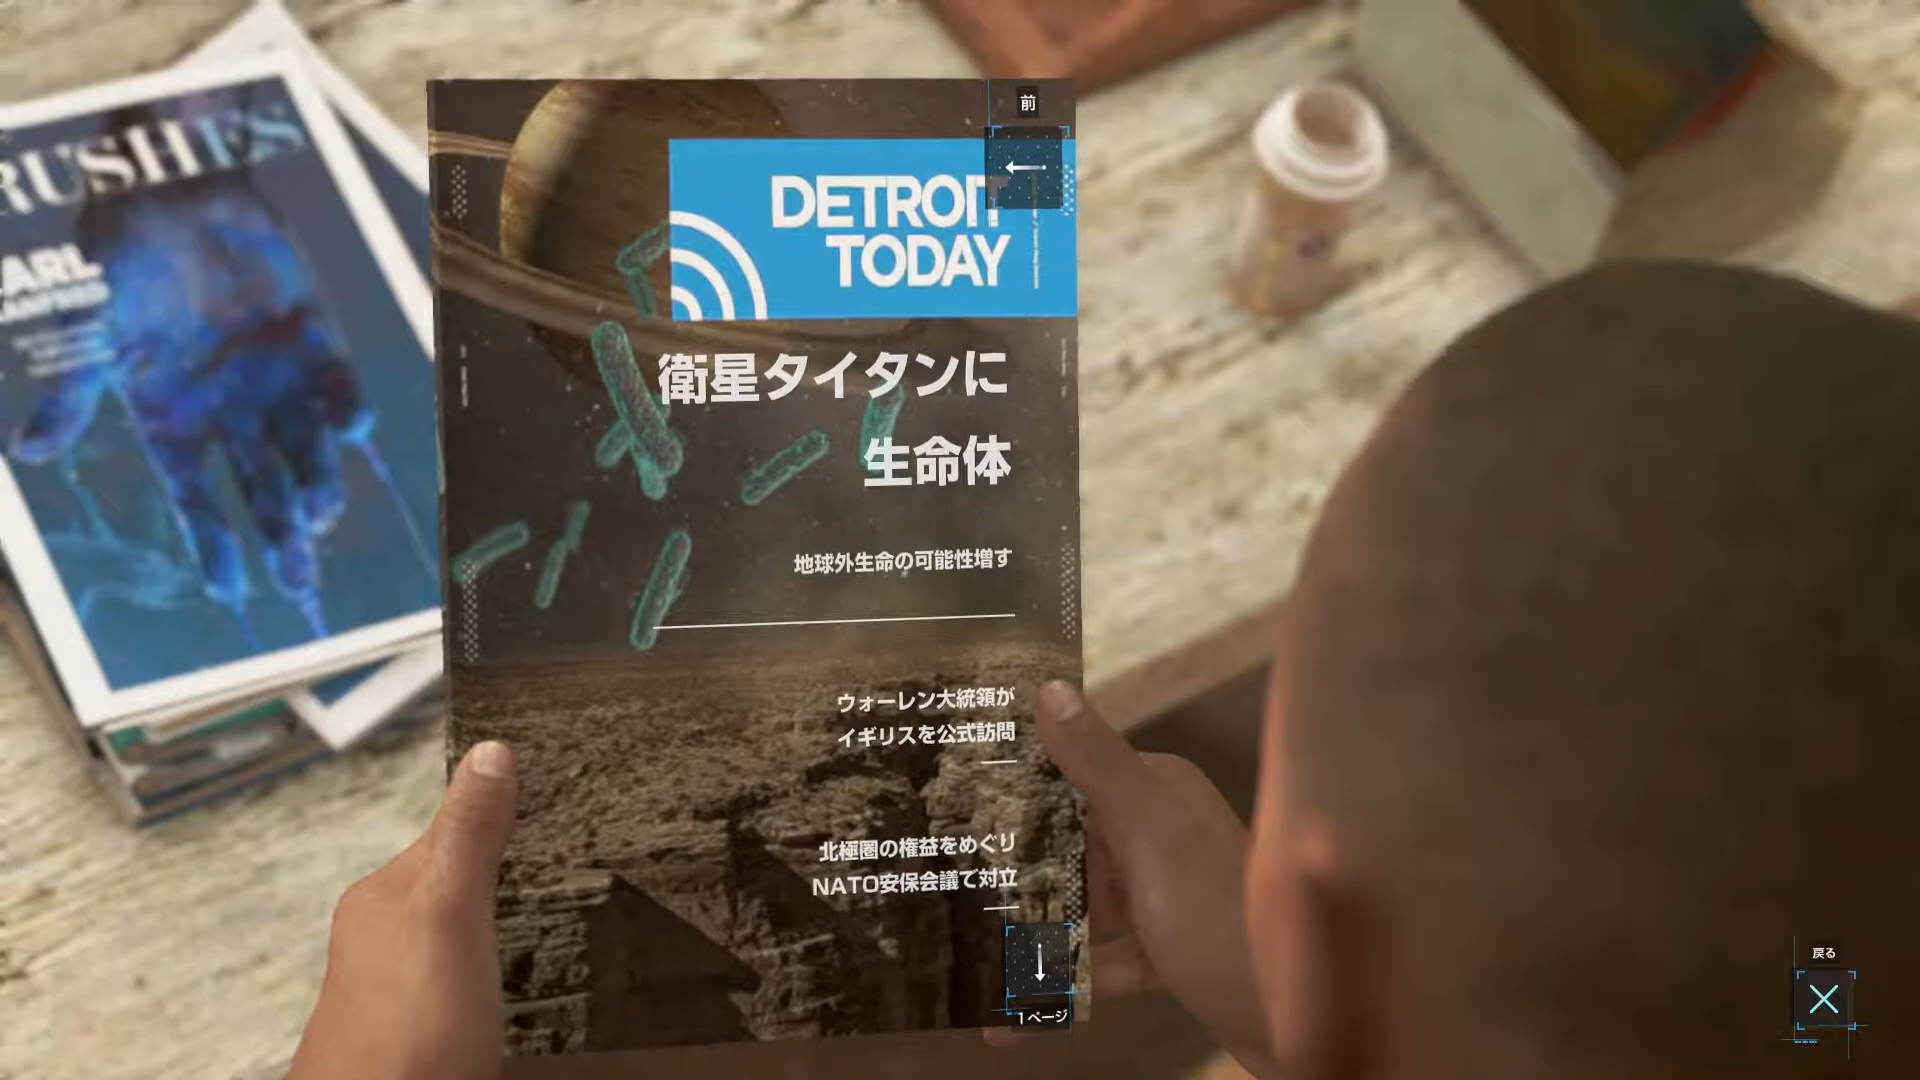 RUSHES
前
DETROIT
TODAY
衛星タイタンに
生命体
地球外生命の可能性増す
ウォーレン大統領が
イギリスを公式訪問
北極圏の権益をめぐり
NATO安保会議で対立
1ページ
戻る